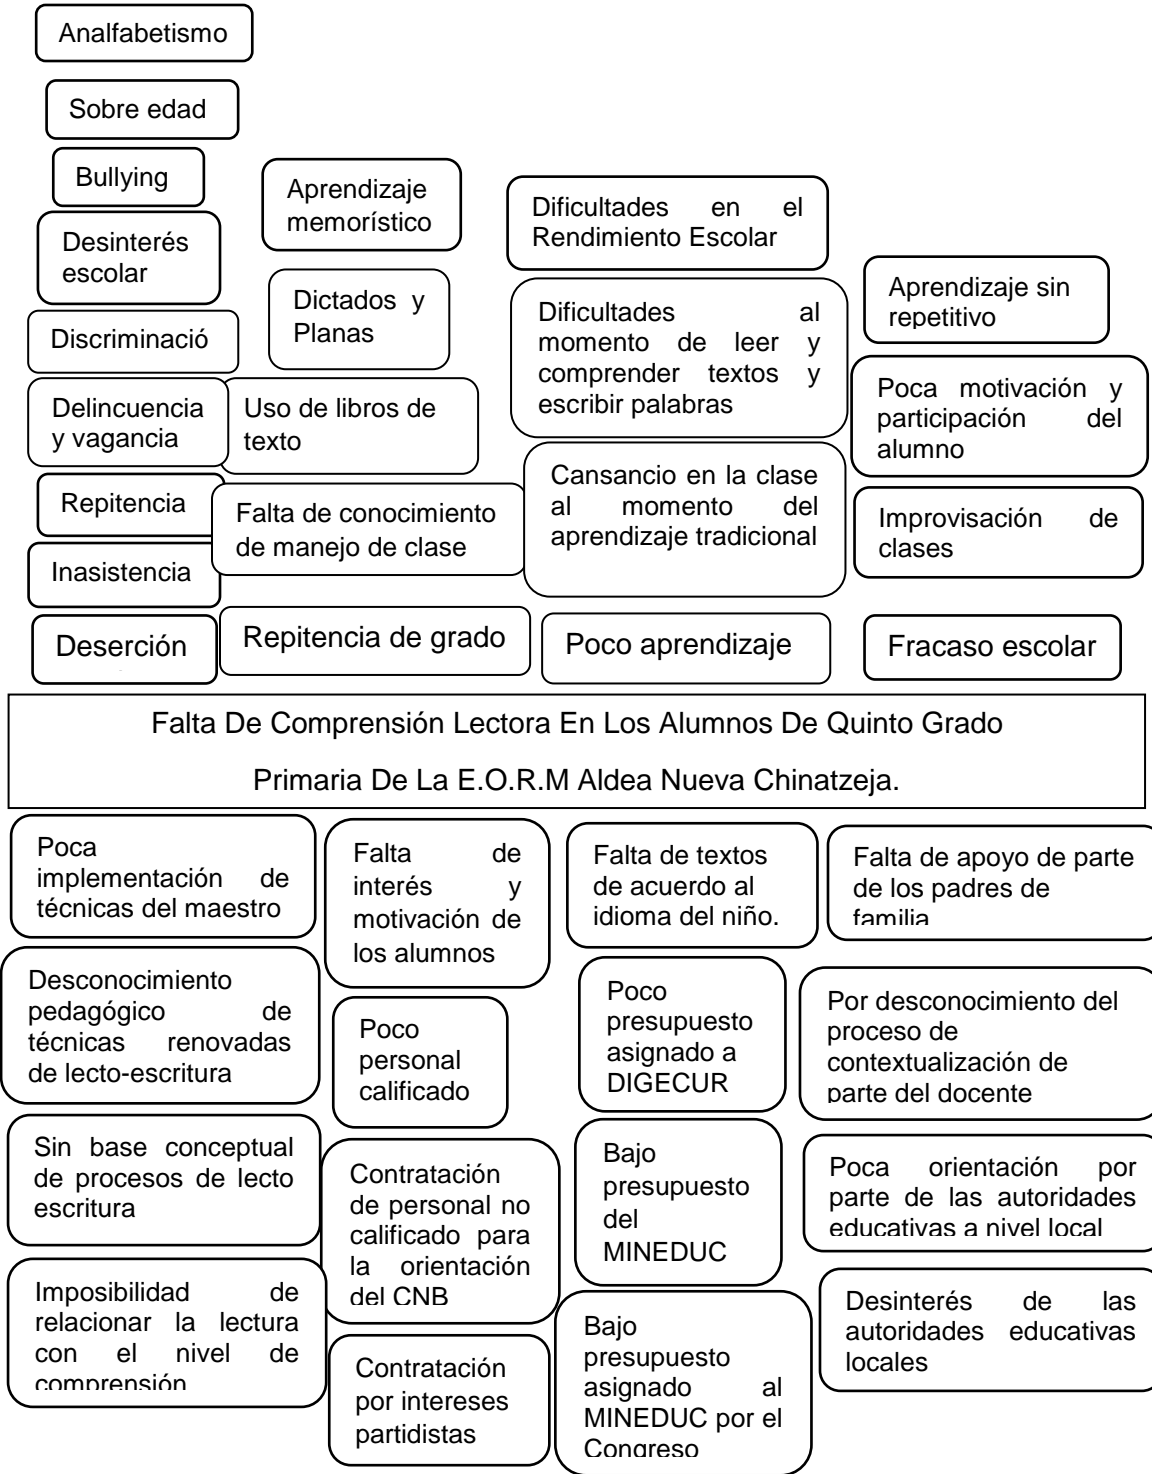 Analfabetismo
Sobre edad
Bullying
Desinterés
escolar
Discriminació
Delincuencia
y vagancia
Repitencia
Inasistencia
Deserción
Aprendizaje
memorístico
Dictados y
Planas
Uso de libros de
texto
Falta de conocimiento
de manejo de clase
Repitencia de grado
Dificultades en el
Rendimiento Escolar
Dificultades al
momento de leer y
comprender textos y
escribir palabras
Cansancio en la clase
al momento del
aprendizaje tradicional
Poco aprendizaje
Aprendizaje sin
repetitivo
Poca motivación y
participación del
alumno
Improvisación de
clases
Fracaso escolar
Falta De Comprensión Lectora En Los Alumnos De Quinto Grado
Primaria De La E.O.R.M Aldea Nueva Chinatzeja.
Poca
implementación de
técnicas del maestro
Desconocimiento
pedagógico de
técnicas renovadas
de lecto-escritura
Sin base conceptual
de procesos de lecto
escritura
Imposibilidad de
relacionar la lectura
con el nivel de
comprensión
Falta de
interés y
motivación de
los alumnos
Poco
personal
calificado
Contratación
de personal no
calificado para
la orientación
del CNB
Contratación
por intereses
partidistas
Falta de textos
de acuerdo al
idioma del niño.
Poco
presupuesto
asignado a
DIGECUR
Bajo
presupuesto
del
MINEDUC
Bajo
presupuesto
asignado al
MINEDUC por el
Congreso
Falta de apoyo de parte
de los padres de
familia
Por desconocimiento del
proceso de
contextualización de
parte del docente
Poca orientación por
parte de las autoridades
educativas a nivel local
Desinterés de las
autoridades educativas
locales